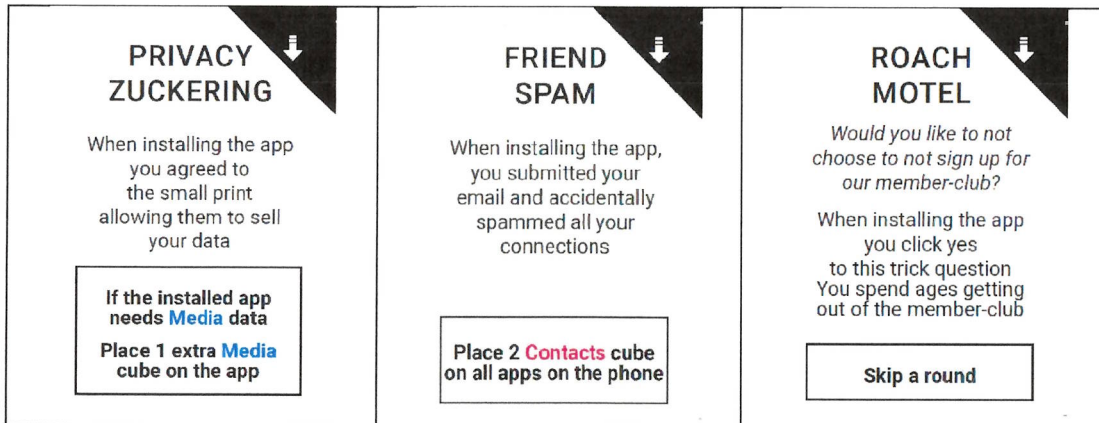 PRIVACY
ZUCKERING
When installing the app
you agreed to
the small print
allowing them to sell
your data
If the installed app
needs Media data
Place 1 extra Media
cube on the app
FRIEND
SPAM
When installing the app,
you submitted your
email and accidentally
spammed all your
connections
Place 2 Contacts cube
on all apps on the phone
ROACH
MOTEL
Would you like to not
choose to not sign up for
our member-club?
When installing the app
you click yes
to this trick question
You spend ages getting
out of the member-club
Skip a round